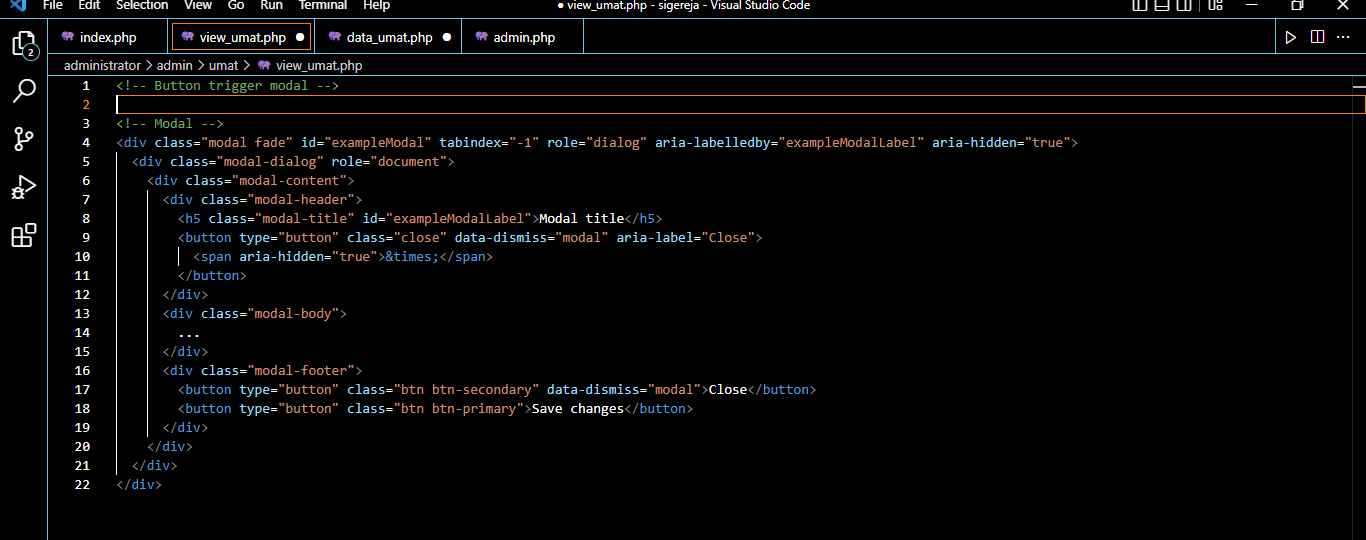 File Edit Selection View Go Run Terminal Help ● view_umat.php - sigereja - Visual Studio Code
index.php view_umat.php ● data_umat.php ● admin.php
2
administrator > admin > umat > view_umat.php
1 <!-- Button trigger modal -->
2
3 <!-- Modal -->
4 <div class="modal fade" id="exampleModal" tabindex="-1" role="dialog" aria-labelledby="exampleModalLabel" aria-hidden="true">
5 <div class="modal-dialog" role="document">
6 <div class="modal-content">
7 <div class="modal-header">
8 <h5 class="modal-title" id="exampleModalLabel">Modal title</h5>
9 <button type="button" class="close" data-dismiss="modal" aria-label="Close">
10 <span aria-hidden="true">&times;</span>
11 </button>
12 </div>
13 <div class="modal-body">
14 ...
15 </div>
16 <div class="modal-footer">
17 <button type="button" class="btn btn-secondary" data-dismiss="modal">Close</button>
18 <button type="button" class="btn btn-primary">Save changes</button>
19 </div>
20 </div>
21 </div>
22 </div>